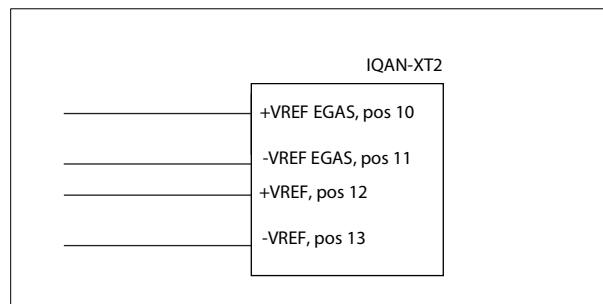 IQAN-XT2
+VREF EGAS, pos 10
-VREF EGAS, pos 11
+VREF, pos 12
-VREF, pos 13